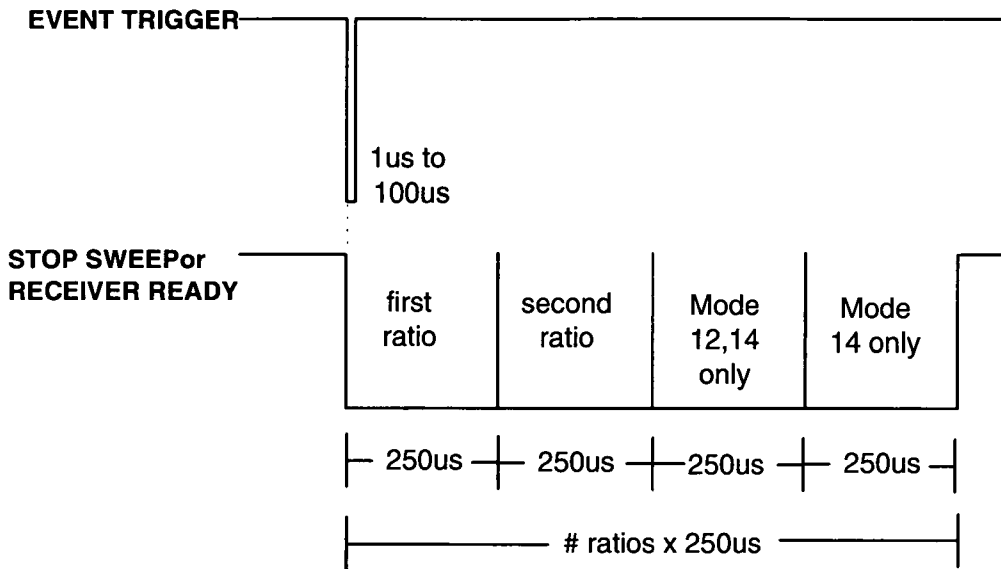 EVENT TRIGGER
1us to
100us
STOP SWEEPor
RECEIVER READY
first
ratio
second
ratio
Mode
12,14
only
Mode
14 only
250us
250us
250us
250us
# ratios x 250us